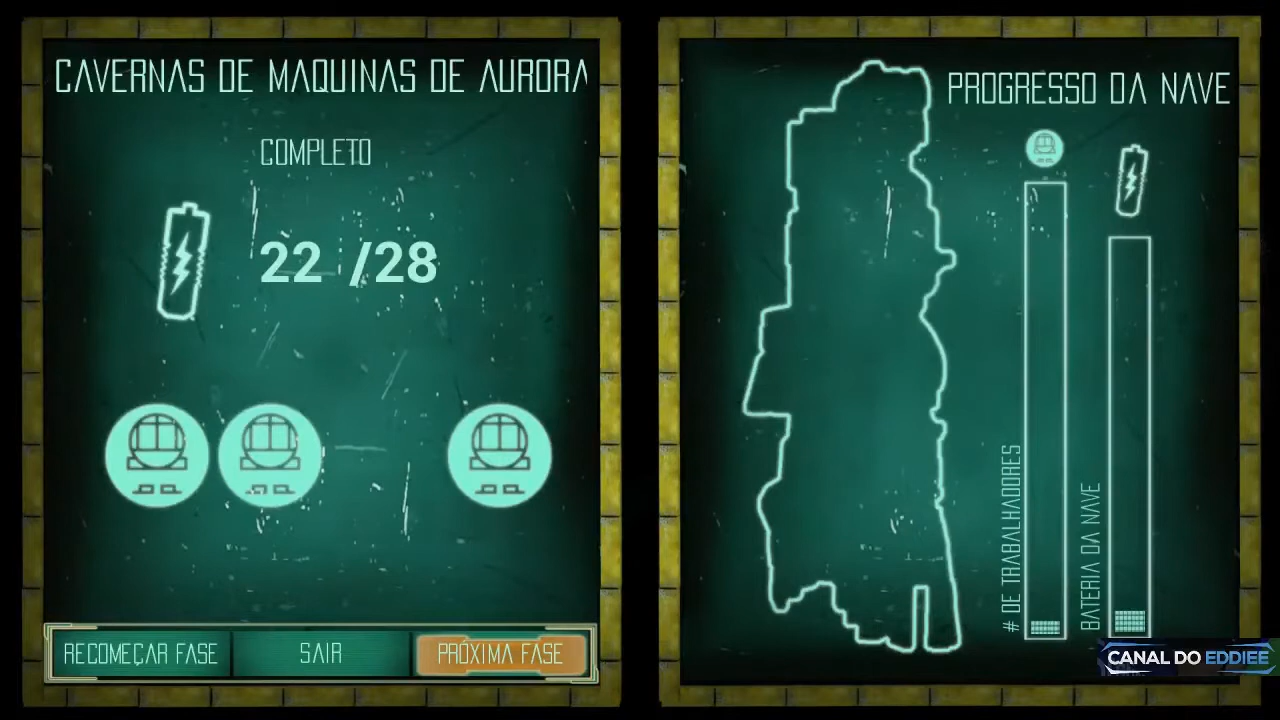 CAVERNAS DE MAQUINAS DE AURORA
COMPLETO
22 /28
RECOMEÇAR FASE
SAIR
PRÓXIMA FASE
PROGRESSO DA NAVE
# DE TRABALHADORES
BATERIA DA NAVE
CANAL DO EDDIEE